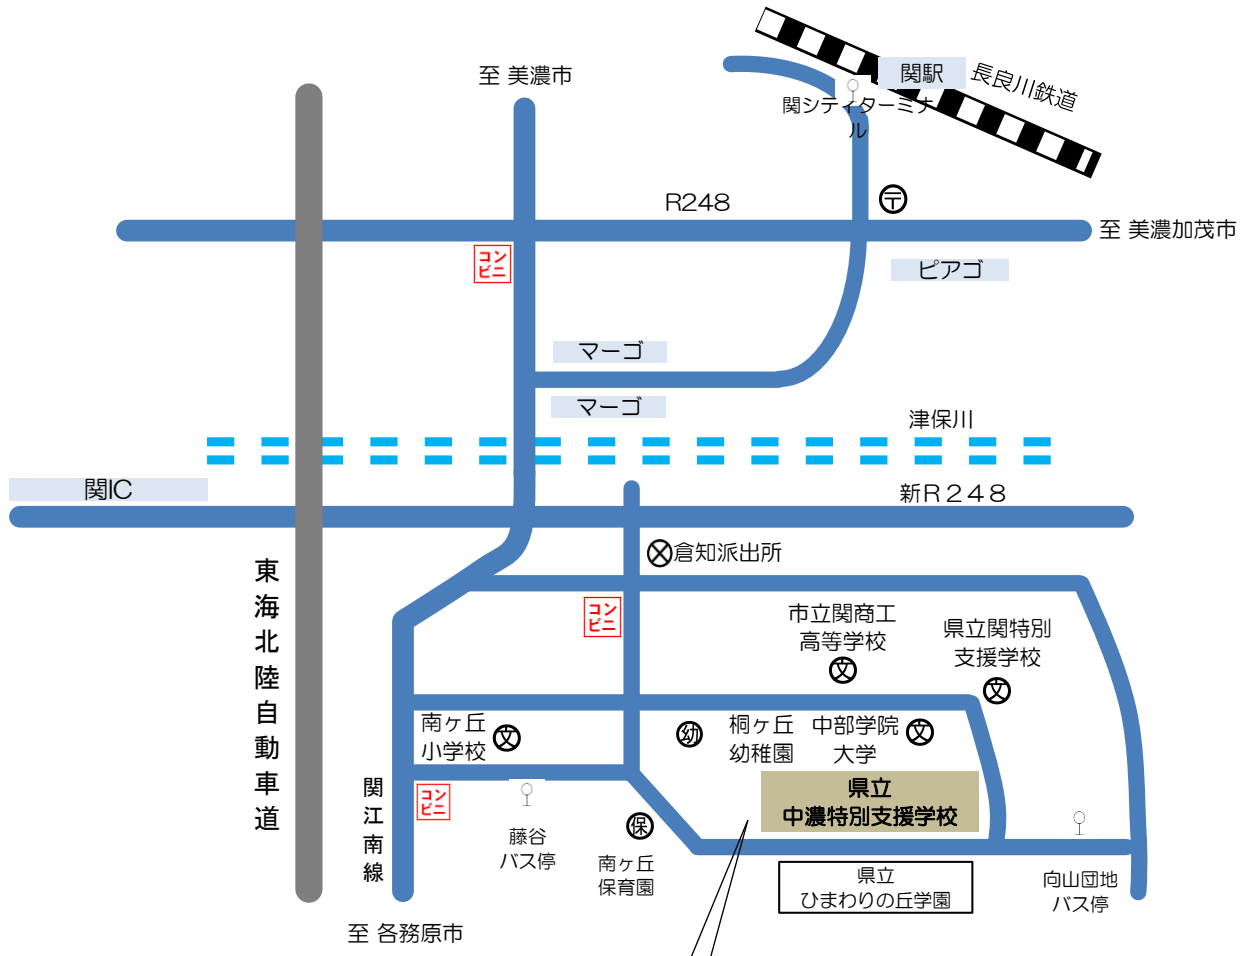 至 美濃市
関駅
長良川鉄道
関シティターミナ
ル
R248
〒
至 美濃加茂市
コン
ビニ
ピアゴ
マーゴ
マーゴ
津保川
関IC
新R248
倉知派出所
東海北陸自動車道
コン
ビニ
市立関商工
高等学校
文
県立関特別
支援学校
文
南ヶ丘
小学校
文
幼
桐ヶ丘
幼稚園
中部学院
大学
文
県立
中濃特別支援学校
関江南線
コン
ビニ
藤谷
バス停
保
南ヶ丘
保育園
県立
ひまわりの丘学園
向山団地
バス停
至 各務原市